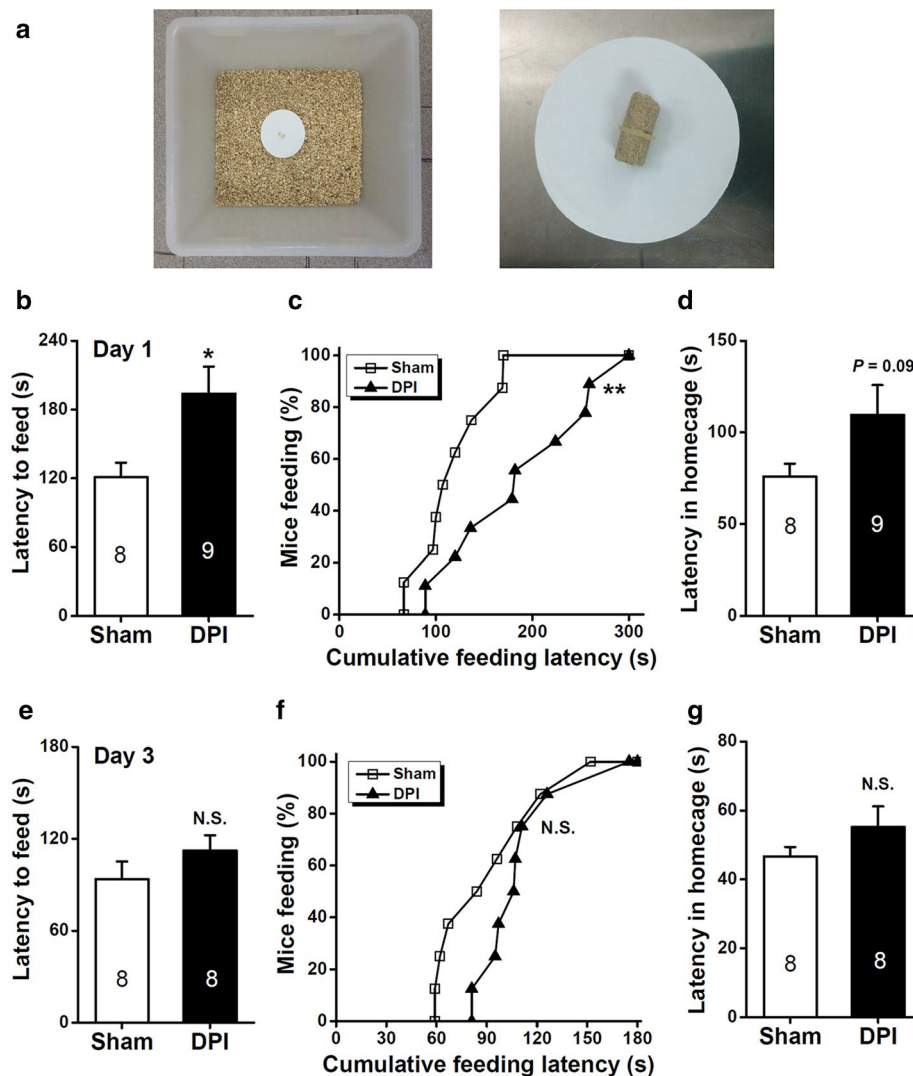 a
b
Day 1
*
Latency to feed (s)
240
180
120
60
0
8
9
Sham
DPI
c
Sham
DPI
**
Mice feeding (%)
100
80
60
40
20
0
0
100
200
300
Cumulative feeding latency (s)
d
P = 0.09
Latency in homecage (s)
150
100
50
0
8
9
Sham
DPI
e
Day 3
N.S.
Latency to feed (s)
180
120
60
0
8
8
Sham
DPI
f
Sham
DPI
N.S.
Mice feeding (%)
100
80
60
40
20
0
0
30
60
90
120
150
180
Cumulative feeding latency (s)
g
N.S.
Latency in homecage (s)
80
60
40
20
0
8
8
Sham
DPI